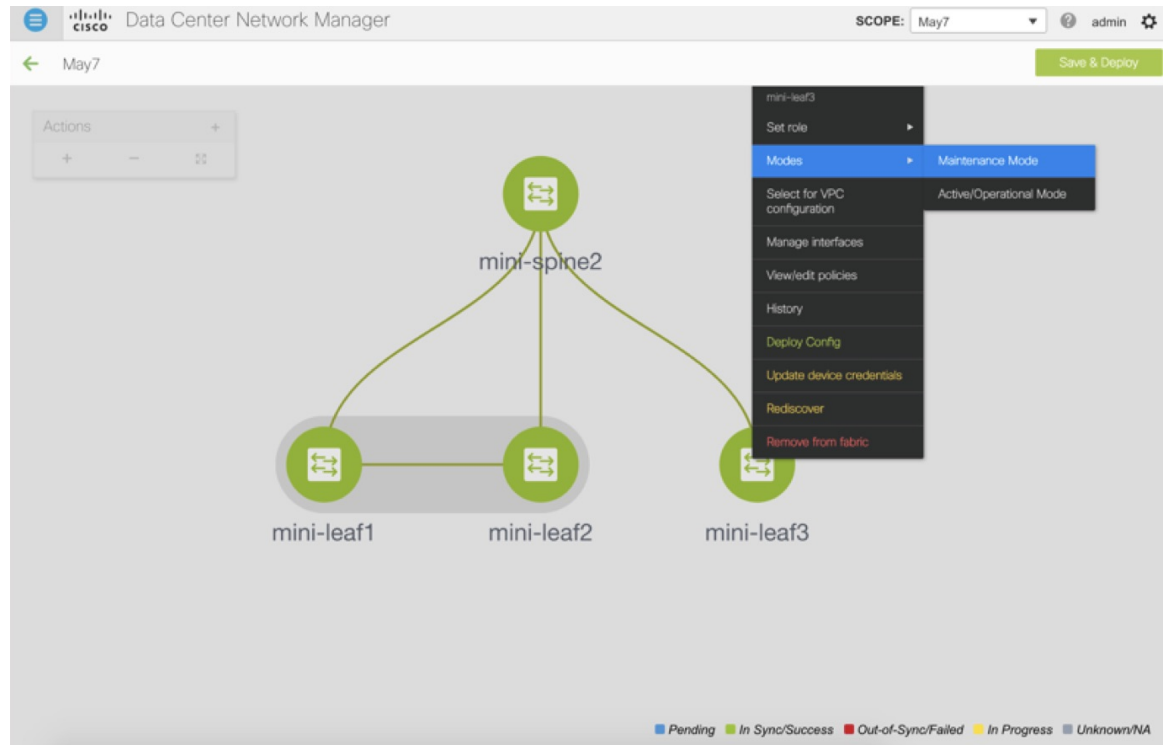 cisco Data Center Network Manager
SCOPE: May7
admin
May7
Save & Deploy
Actions
mini-leaf3
Set role
Modes
Maintenance Mode
Select for VPC
configuration
Active/Operational Mode
Manage interfaces
View/edit policies
History
Deploy Config
Update device credentials
Rediscover
Remove from fabric
mini-spine2
mini-leaf1
mini-leaf2
mini-leaf3
Pending In Sync/Success Out-of-Sync/Failed In Progress Unknown/NA